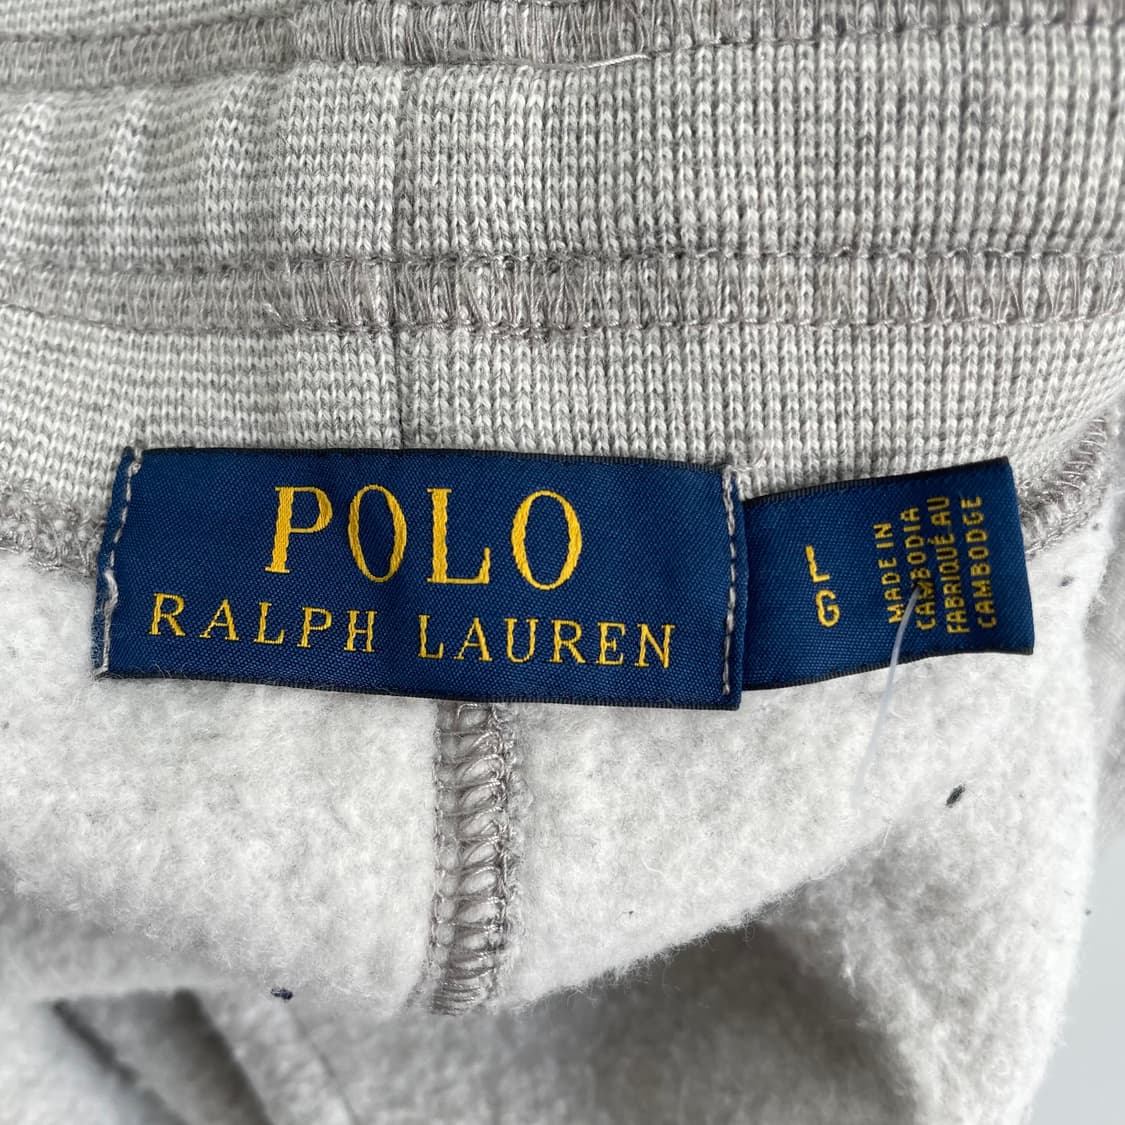 POLO
RALPH LAUREN
L
G
MADE IN
CAMBODIA
FABRIQUÉ AU
CAMBODGE